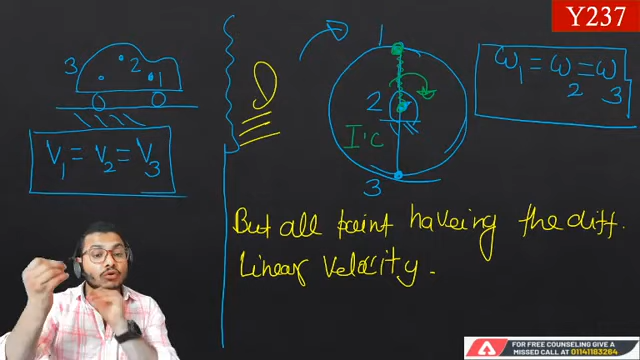 Y237
3
2
1
V1 = V2 = V3
1
2
I·C
3
ω1 = ω2 = ω3
But all point haveing the diff.
Linear Velocity.
FOR FREE COUNSELING GIVE A
MISSED CALL AT 01141183264